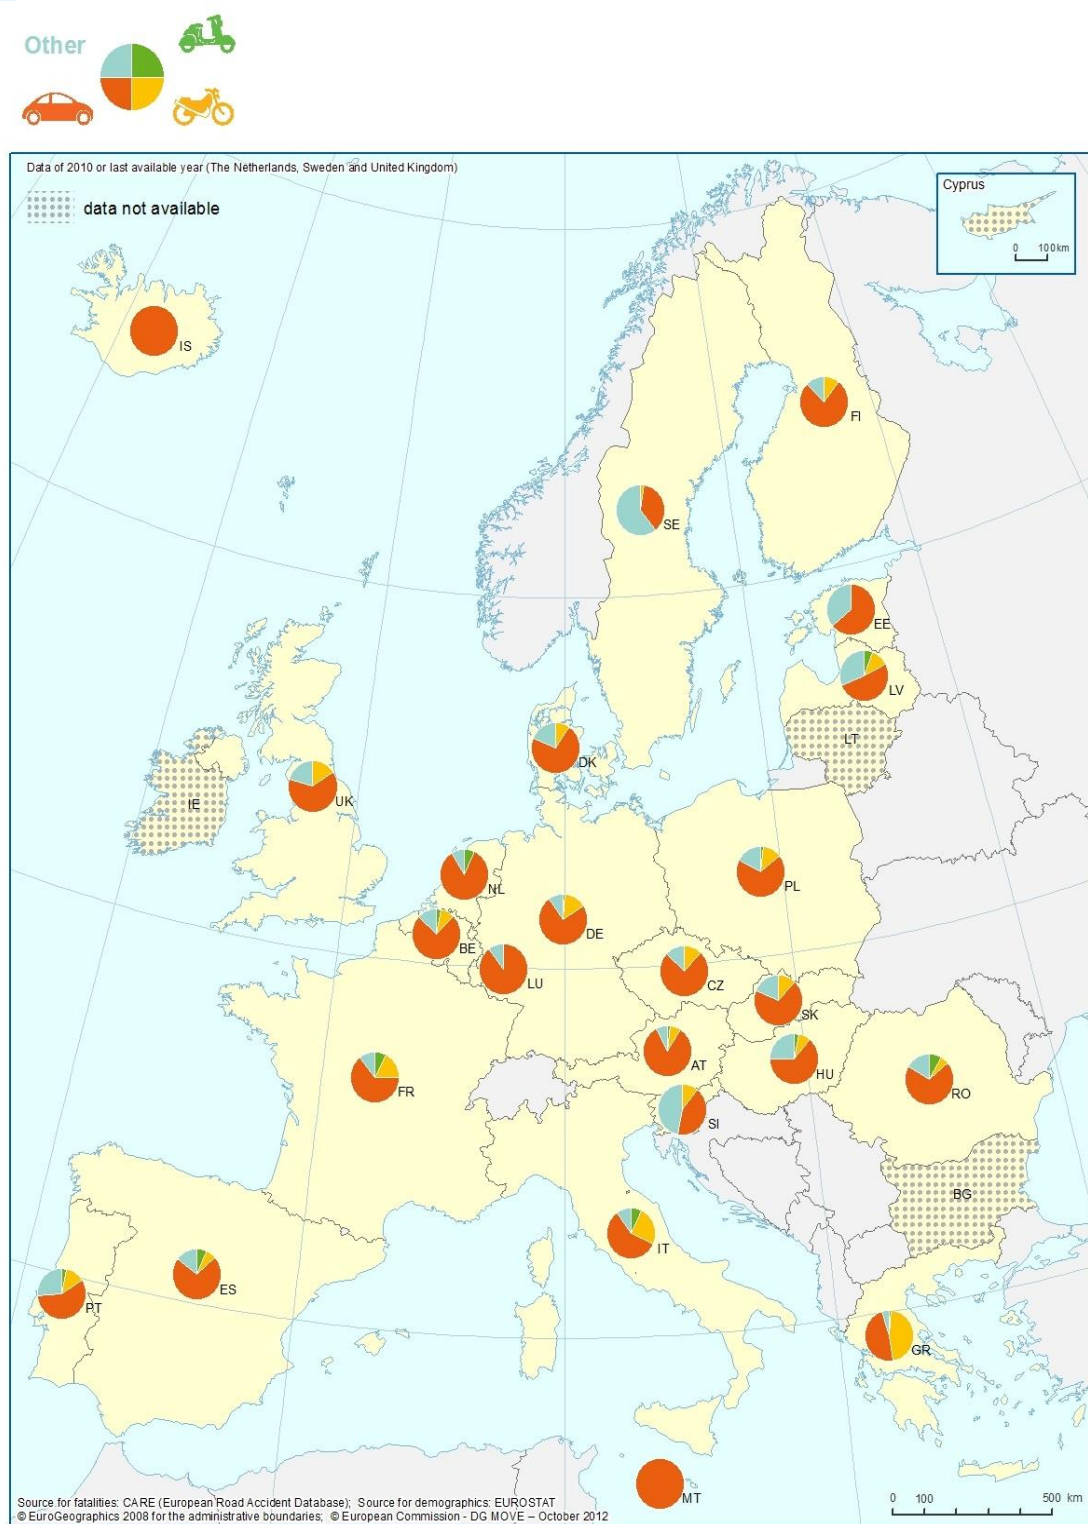 Other
Data of 2010 or last available year (The Netherlands, Sweden and United Kingdom)
data not available
Cyprus
0 100km
IS
FI
SE
EE
LV
LT
DK
IE
UK
NL
PL
BE
DE
LU
CZ
SK
AT
HU
FR
RO
SI
BG
IT
ES
PT
GR
MT
Source for fatalities: CARE (European Road Accident Database); Source for demographics: EUROSTAT
© EuroGeographics 2008 for the administrative boundaries; © European Commission - DG MOVE – October 2012
0 100 500 km